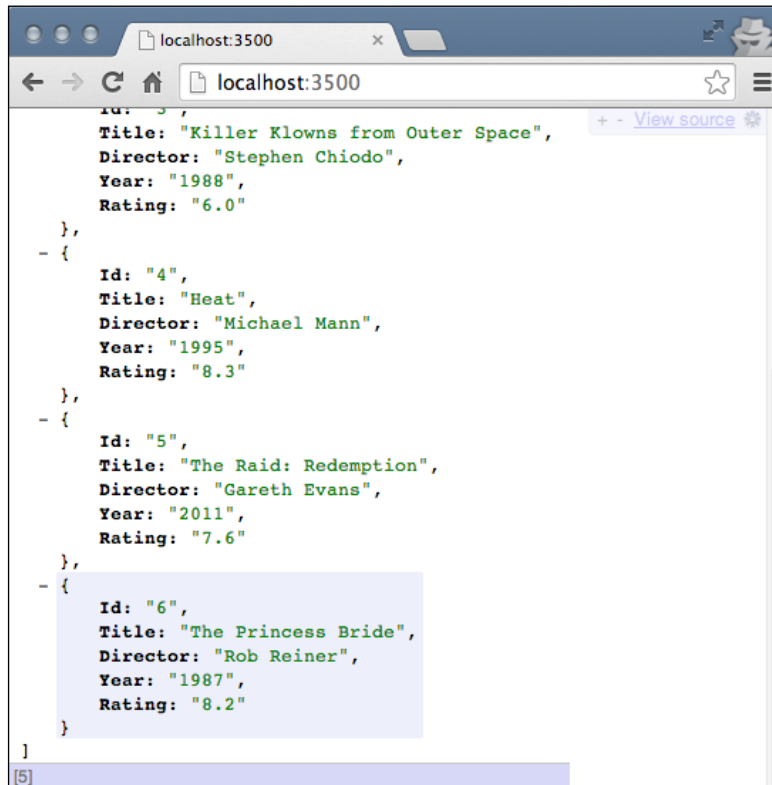 localhost:3500 ×
localhost:3500
Id: "3",
+ - View source
Title: "Killer Klowns from Outer Space",
Director: "Stephen Chiodo",
Year: "1988",
Rating: "6.0"
},
- {
Id: "4",
Title: "Heat",
Director: "Michael Mann",
Year: "1995",
Rating: "8.3"
},
- {
Id: "5",
Title: "The Raid: Redemption",
Director: "Gareth Evans",
Year: "2011",
Rating: "7.6"
},
- {
Id: "6",
Title: "The Princess Bride",
Director: "Rob Reiner",
Year: "1987",
Rating: "8.2"
}
]
[5]